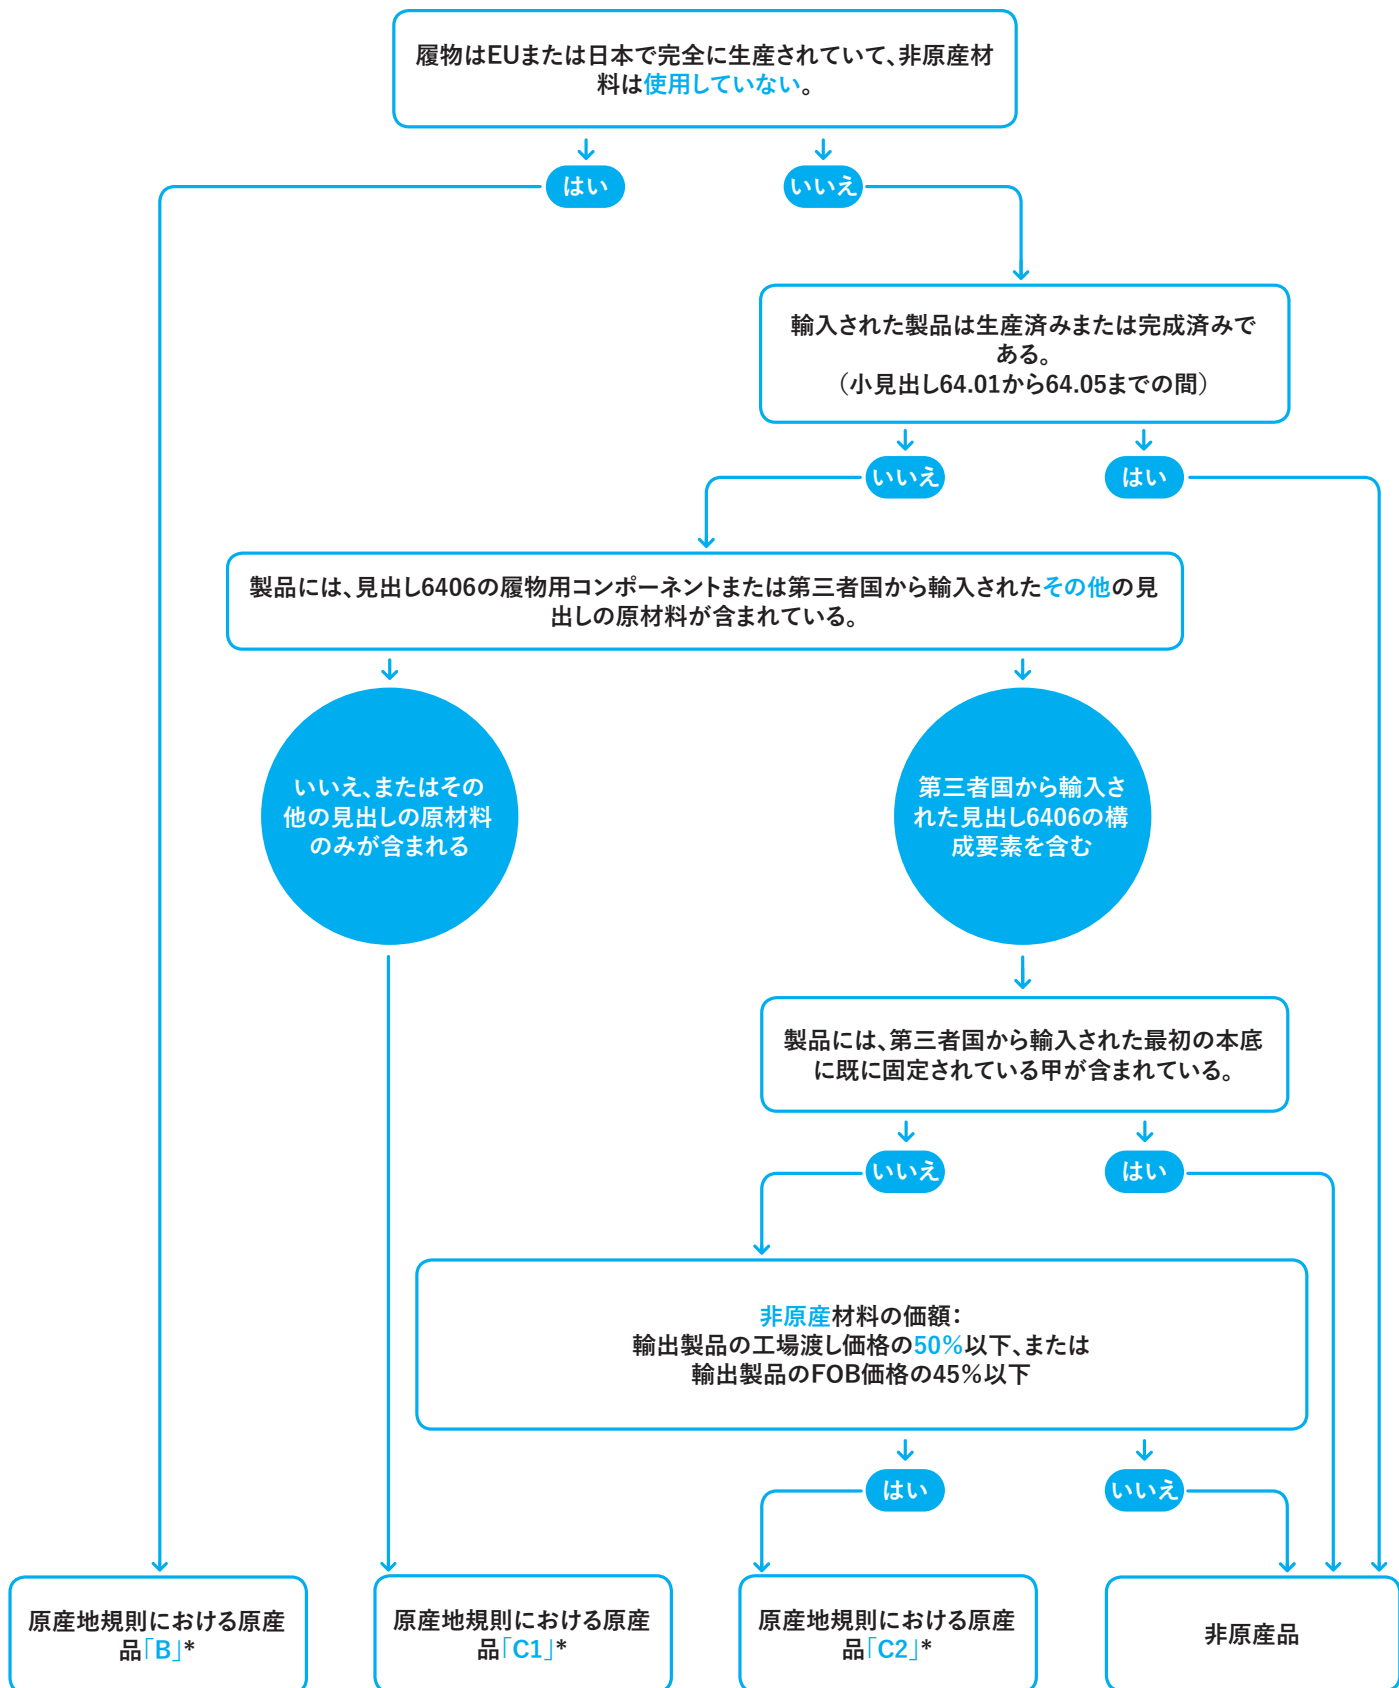 履物はEUまたは日本で完全に生産されていて、非原産材
料は使用していない。
はい
いいえ
輸入された製品は生産済みまたは完成済みで
ある。
（小見出し64.01から64.05までの間）
いいえ
はい
製品には、見出し6406の履物用コンポーネントまたは第三者国から輸入されたその他の見
出しの原材料が含まれている。
いいえ、またはその
他の見出しの原材料
のみが含まれる
第三者国から輸入さ
れた見出し6406の構
成要素を含む
製品には、第三者国から輸入された最初の本底
に既に固定されている甲が含まれている。
いいえ
はい
非原産材料の価額：
輸出製品の工場渡し価格の50%以下、または
輸出製品のFOB価格の45%以下
はい
いいえ
原産地規則における原産
品「B」*
原産地規則における原産
品「C1」*
原産地規則における原産
品「C2」*
非原産品